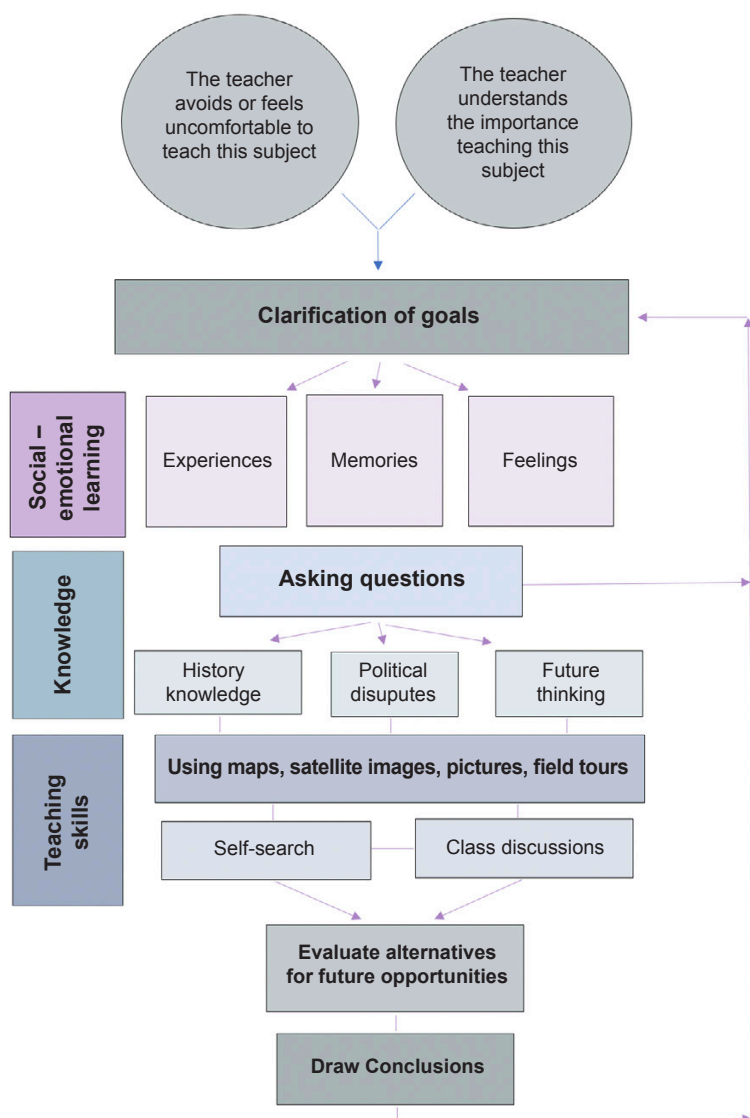 The teacher
avoids or feels
uncomfortable to
teach this subject
The teacher
understands
the importance
teaching this
subject
Clarification of goals
Social –
emotional
learning
Experiences
Memories
Feelings
Knowledge
Asking questions
History
knowledge
Political
disuputes
Future
thinking
Teaching
skills
Using maps, satellite images, pictures, field tours
Self-search
Class discussions
Evaluate alternatives
for future opportunities
Draw Conclusions